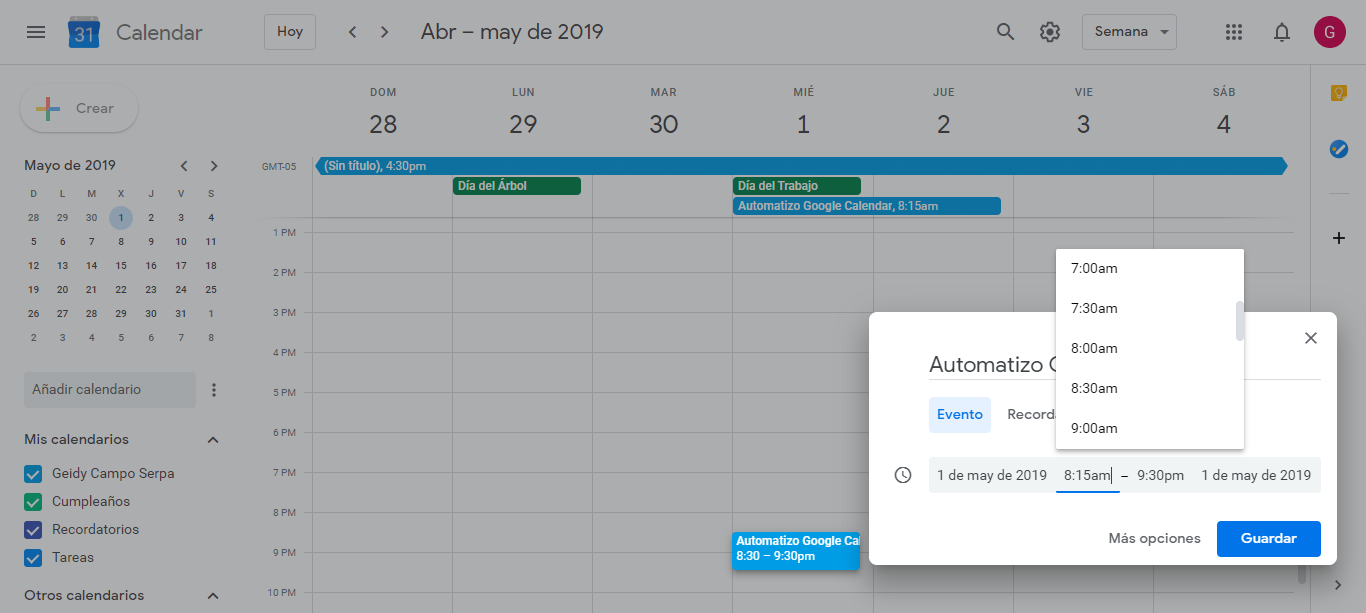 31 Calendar Hoy Abr – may de 2019 Semana G
Crear
Mayo de 2019
D L M X J V S
28 29 30 1 2 3 4
5 6 7 8 9 10 11
12 13 14 15 16 17 18
19 20 21 22 23 24 25
26 27 28 29 30 31 1
2 3 4 5 6 7 8
Añadir calendario
Mis calendarios
Geidy Campo Serpa
Cumpleaños
Recordatorios
Tareas
Otros calendarios
DOM LUN MAR MIÉ JUE VIE SÁB
28 29 30 1 2 3 4
GMT-05 (Sin título), 4:30pm
Día del Árbol Día del Trabajo
Automatizo Google Calendar, 8:15am
1 PM
2 PM
3 PM
4 PM
5 PM
6 PM
7 PM
8 PM
9 PM
10 PM
Automatizo Google Cal
8:30 – 9:30pm
7:00am
7:30am
8:00am
8:30am
9:00am
Automatizo G
Evento Recorda
1 de may de 2019 8:15am – 9:30pm 1 de may de 2019
Más opciones Guardar